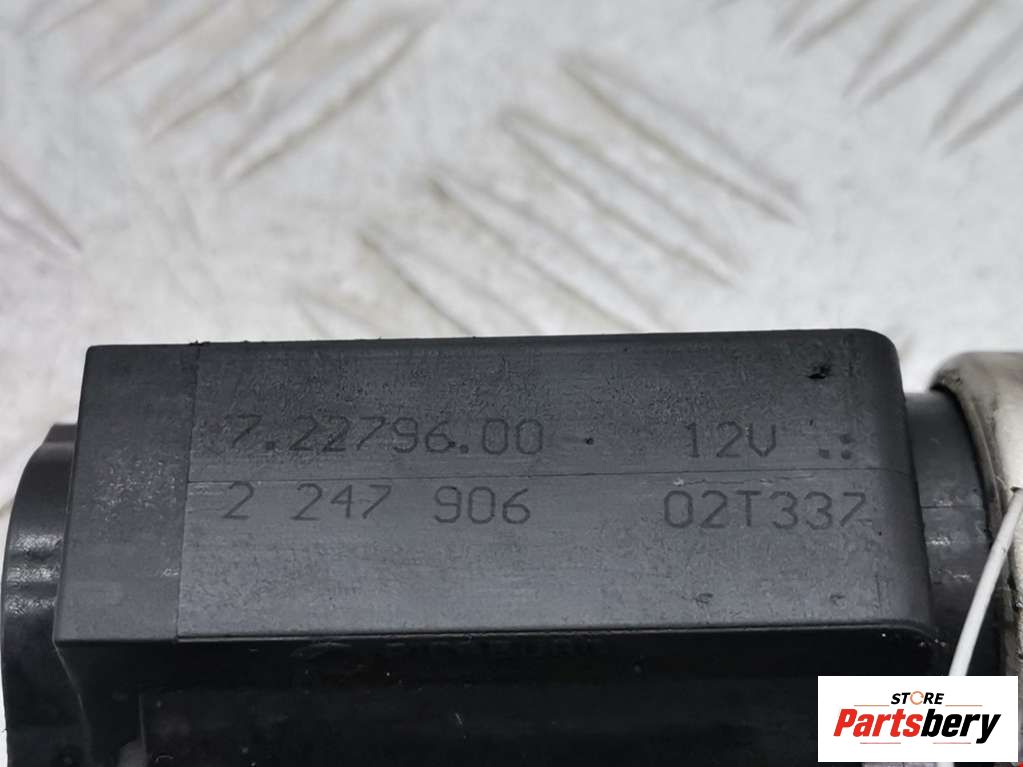 7.22796.00 12V .:
2 247 906 02T337
STORE
Partsbery